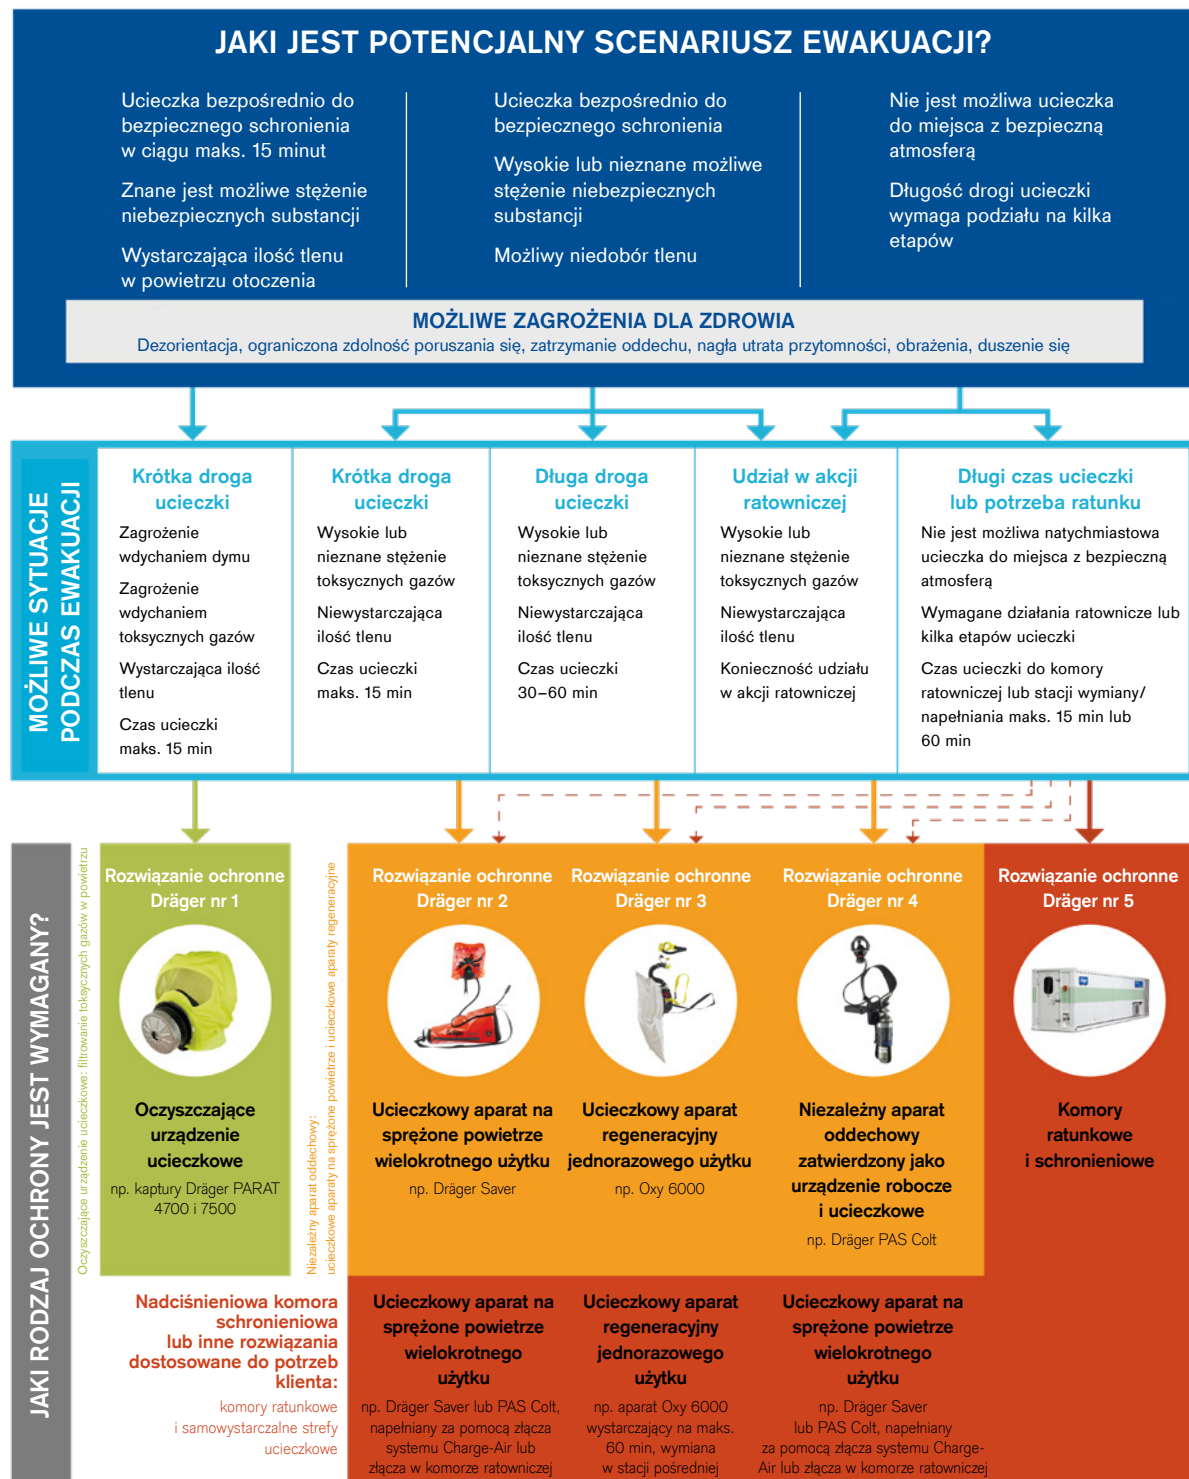 JAKI JEST POTENCJALNY SCENARIUSZ EWAKUACJI?
Ucieczka bezpośrednio do
bezpiecznego schronienia
w ciągu maks. 15 minut
Znane jest możliwe stężenie
niebezpiecznych substancji
Wystarczająca ilość tlenu
w powietrzu otoczenia
Ucieczka bezpośrednio do
bezpiecznego schronienia
Wysokie lub nieznane możliwe
stężenie niebezpiecznych
substancji
Możliwy niedobór tlenu
Nie jest możliwa ucieczka
do miejsca z bezpieczną
atmosferą
Długość drogi ucieczki
wymaga podziału na kilka
etapów
MOŻLIWE ZAGROŻENIA DLA ZDROWIA
Dezorientacja, ograniczona zdolność poruszania się, zatrzymanie oddechu, nagła utrata przytomności, obrażenia, duszenie się
MOŻLIWE SYTUACJE
PODCZAS EWAKUACJI
Krótka droga
ucieczki
Zagrożenie
wdychaniem dymu
Zagrożenie
wdychaniem
toksycznych gazów
Wystarczająca ilość
tlenu
Czas ucieczki
maks. 15 min
Krótka droga
ucieczki
Wysokie lub
nieznane stężenie
toksycznych gazów
Niewystarczająca
ilość tlenu
Czas ucieczki
maks. 15 min
Długa droga
ucieczki
Wysokie lub
nieznane stężenie
toksycznych gazów
Niewystarczająca
ilość tlenu
Czas ucieczki
30–60 min
Udział w akcji
ratowniczej
Wysokie lub
nieznane stężenie
toksycznych gazów
Niewystarczająca
ilość tlenu
Konieczność udziału
w akcji ratowniczej
Długi czas ucieczki
lub potrzeba ratunku
Nie jest możliwa natychmiastowa
ucieczka do miejsca z bezpieczną
atmosferą
Wymagane działania ratownicze lub
kilka etapów ucieczki
Czas ucieczki do komory
ratowniczej lub stacji wymiany/
napełniania maks. 15 min lub
60 min
JAKI RODZAJ OCHRONY JEST WYMAGANY?
Oczyszczające urządzenie ucieczkowe: filtrowanie toksycznych gazów w powietrzu
Rozwiązanie ochronne
Dräger nr 1
Oczyszczające
urządzenie
ucieczkowe
np. kaptury Dräger PARAT
4700 i 7500
Niezależny aparat oddechowy:
ucieczkowe aparaty na sprężone powietrze i ucieczkowe aparaty regeneracyjne
Rozwiązanie ochronne
Dräger nr 2
Ucieczkowy aparat na
sprężone powietrze
wielokrotnego użytku
np. Dräger Saver
Rozwiązanie ochronne
Dräger nr 3
Ucieczkowy aparat
regeneracyjny
jednorazowego użytku
np. Oxy 6000
Rozwiązanie ochronne
Dräger nr 4
Niezależny aparat
oddechowy
zatwierdzony jako
urządzenie robocze
i ucieczkowe
np. Dräger PAS Colt
Rozwiązanie ochronne
Dräger nr 5
Komory
ratunkowe
i schronieniowe
Nadciśnieniowa komora
schronieniowa
lub inne rozwiązania
dostosowane do potrzeb
klienta:
komory ratunkowe
i samowystarczalne strefy
ucieczkowe
Ucieczkowy aparat na
sprężone powietrze
wielokrotnego
użytku
np. Dräger Saver lub PAS Colt,
napełniany za pomocą złącza
systemu Charge-Air lub
złącza w komorze ratowniczej
Ucieczkowy aparat
regeneracyjny
jednorazowego
użytku
np. aparat Oxy 6000
wystarczający na maks.
60 min, wymiana
w stacji pośredniej
Ucieczkowy aparat na
sprężone powietrze
wielokrotnego
użytku
np. Dräger Saver
lub PAS Colt, napełniany
za pomocą złącza systemu Charge-
Air lub złącza w komorze ratowniczej